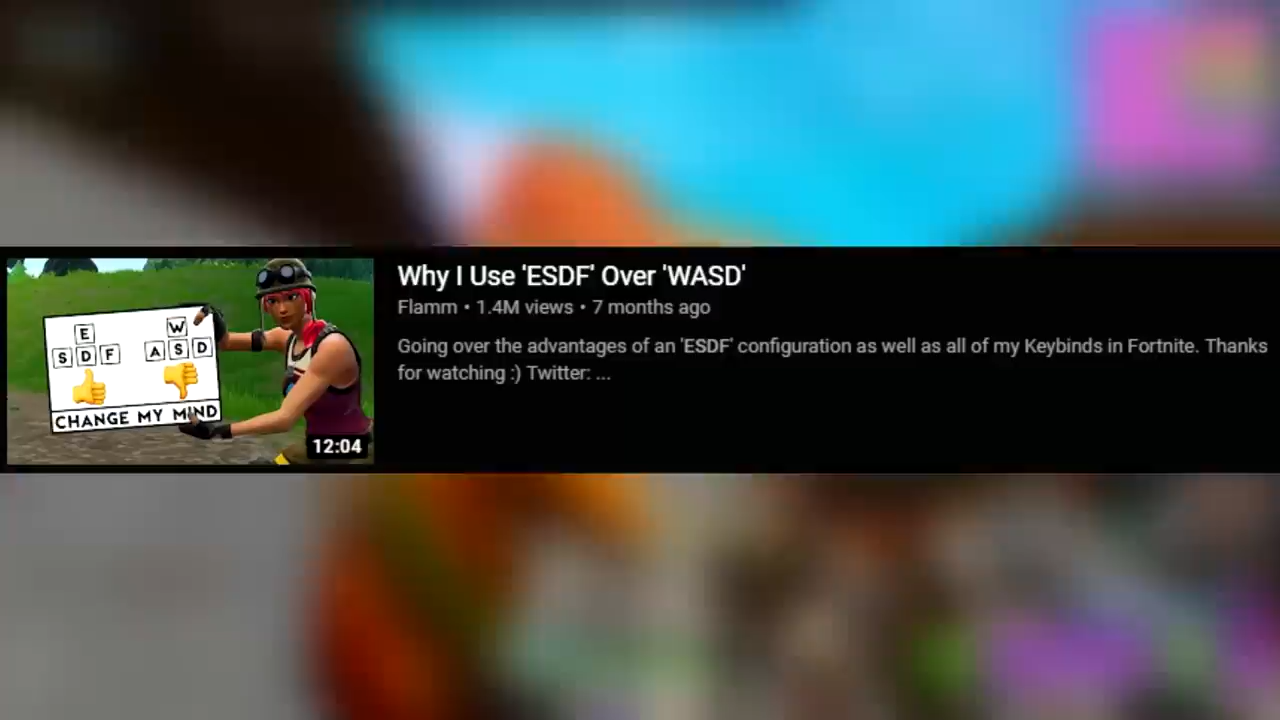 Why I Use 'ESDF' Over 'WASD'
Flamm • 1.4M views • 7 months ago
Going over the advantages of an 'ESDF' configuration as well as all of my Keybinds in Fortnite. Thanks
for watching :) Twitter: ...
E W
S D F A S D
CHANGE MY MIND
12:04